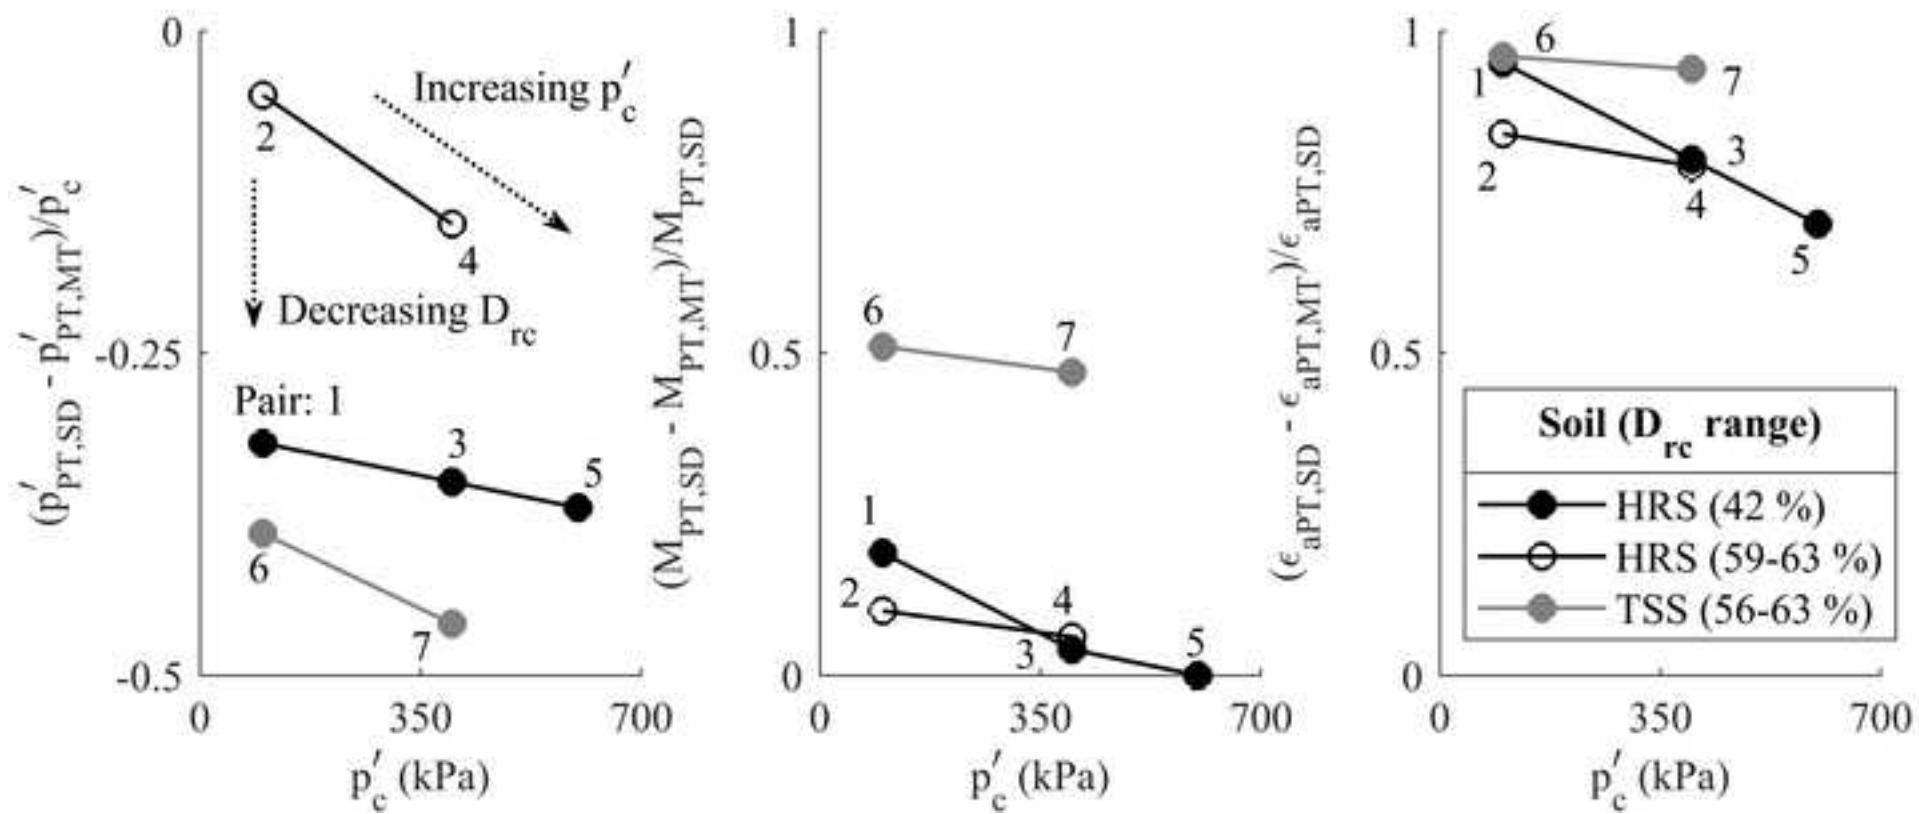 0
-0.25
-0.5
0
350
700
(p′PT,SD - p′PT,MT)/p′c
p′c (kPa)
Increasing p′c
Decreasing Drc
2
4
Pair: 1
3
5
6
7
1
0.5
0
0
350
700
(MPT,SD - MPT,MT)/MPT,SD
p′c (kPa)
6
7
1
2
4
3
5
1
0.5
0
0
350
700
(ϵaPT,SD - ϵaPT,MT)/ϵaPT,SD
p′c (kPa)
6
1
7
2
3
4
5
Soil (Drc range)
HRS (42 %)
HRS (59-63 %)
TSS (56-63 %)